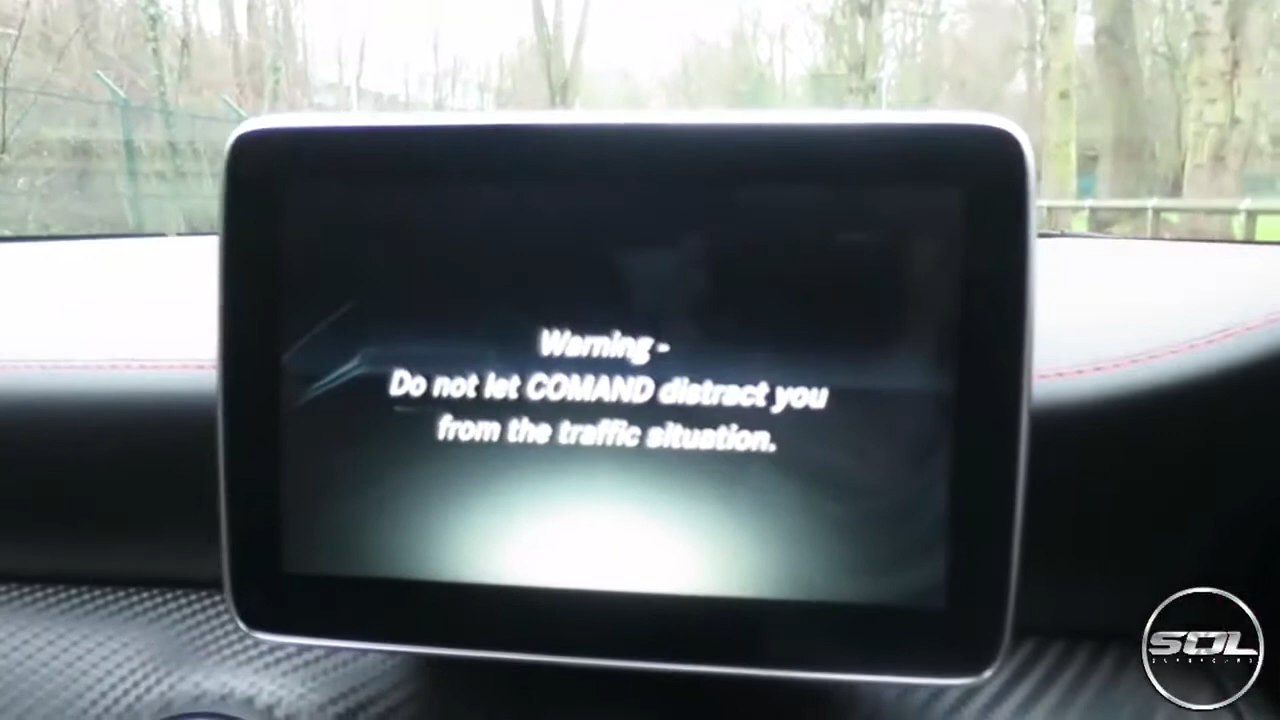 Warning -
Do not let COMAND distract you
from the traffic situation.
SOL